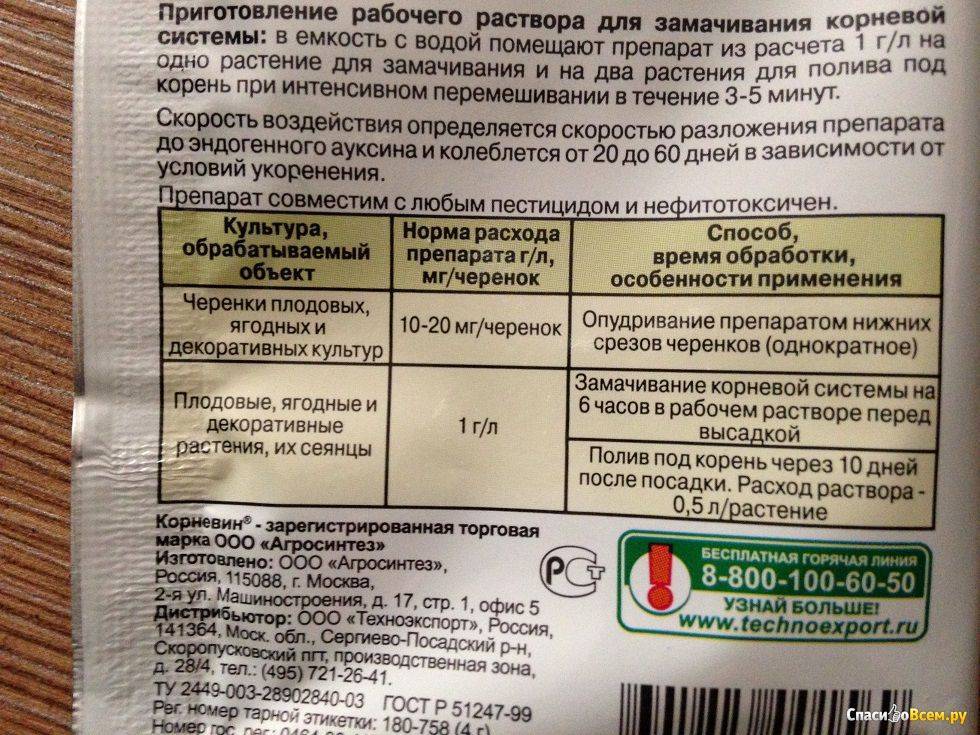 Приготовление рабочего раствора для замачивания корневой
системы: в емкость с водой помещают препарат из расчета 1 г/л на
одно растение для замачивания и на два растения для полива под
корень при интенсивном перемешивании в течение 3-5 минут.
Скорость воздействия определяется скоростью разложения препарата
до эндогенного ауксина и колеблется от 20 до 60 дней в зависимости от
условий укоренения.
Препарат совместим с любым пестицидом и нефитотоксичен.
Культура,
обрабатываемый
объект
Норма расхода
препарата г/л,
мг/черенок
Способ,
время обработки,
особенности применения
Черенки плодовых,
ягодных и
декоративных культур
10-20 мг/черенок
Опудривание препаратом нижних
срезов черенков (однократное)
Плодовые, ягодные и
декоративные
растения, их сеянцы
1 г/л
Замачивание корневой системы на
6 часов в рабочем растворе перед
высадкой
Полив под корень через 10 дней
после посадки. Расход раствора -
0,5 л/растение
Корневин® - зарегистрированная торговая
марка ООО «Агросинтез»
Изготовлено: ООО «Агросинтез»,
Россия, 115088, г. Москва,
2-я ул. Машиностроения, д. 17, стр. 1, офис 5
Дистрибьютор: ООО «Техноэкспорт», Россия,
141364, Моск. обл., Сергиево-Посадский р-н,
Скоропусковский пгт, производственная зона,
д. 28/4, тел.: (495) 721-26-41.
ТУ 2449-003-28902840-03 ГОСТ Р 51247-99
Рег. номер тарной этикетки: 180-758 (4 г)
Номер гос. рег.:
РСТ
БЕСПЛАТНАЯ ГОРЯЧАЯ ЛИНИЯ
8-800-100-60-50
УЗНАЙ БОЛЬШЕ!
www.technoexport.ru
СпасибоВсем.ру